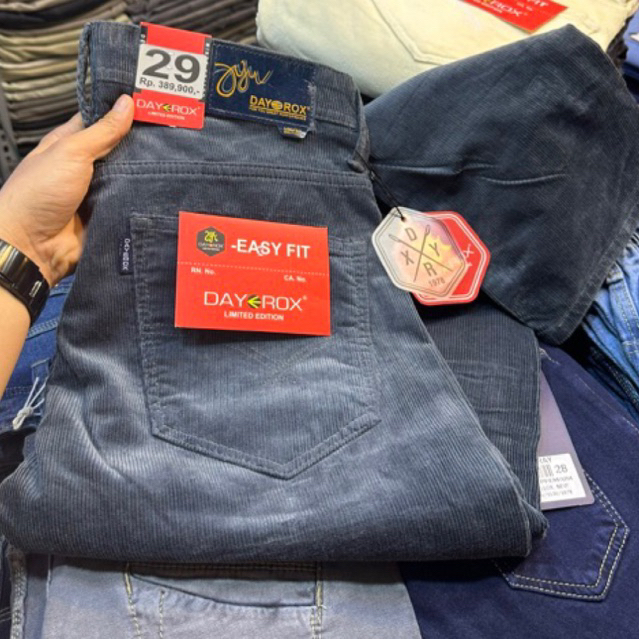 29
Rp. 389,900,-
DAYROX®
LIMITED EDITION
DAYROX®
-EASY FIT
RN. No.
CA. No.
DAYROX®
LIMITED EDITION
DAYROX
D
X Y
R
1978
28